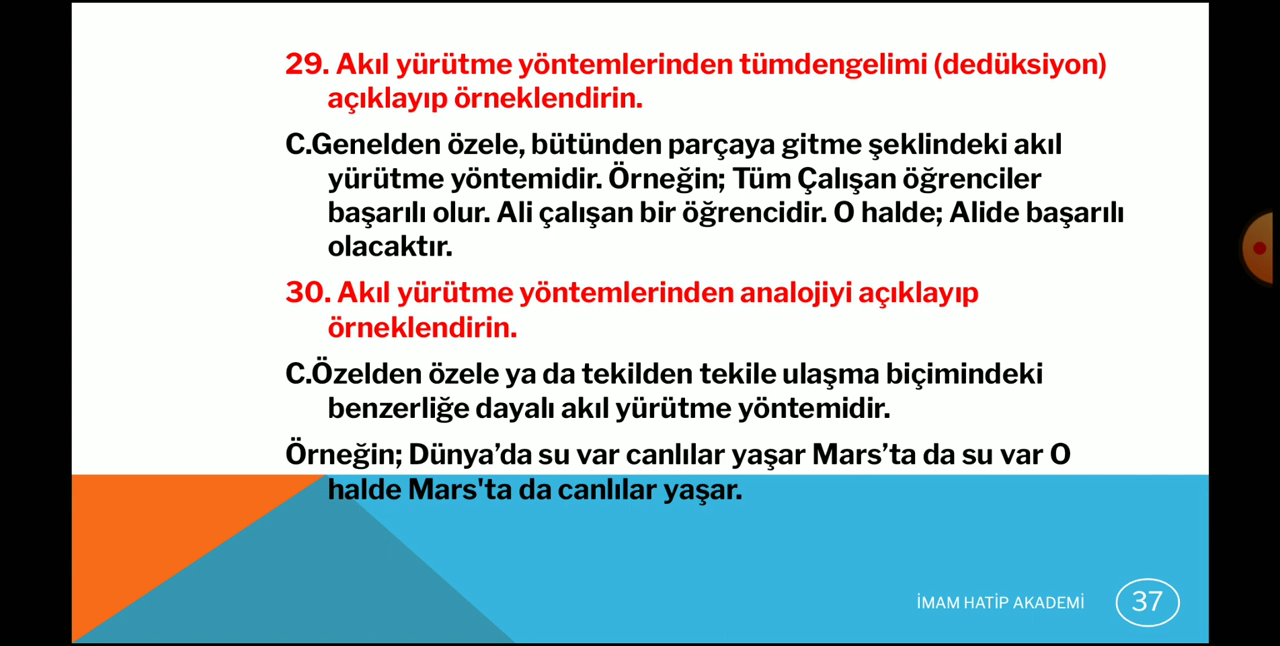 29. Akıl yürütme yöntemlerinden tümdengelimi (dedüksiyon)
açıklayıp örneklendirin.
C.Genelden özele, bütünden parçaya gitme şeklindeki akıl
yürütme yöntemidir. Örneğin; Tüm Çalışan öğrenciler
başarılı olur. Ali çalışan bir öğrencidir. O halde; Alide başarılı
olacaktır.
30. Akıl yürütme yöntemlerinden analojiyi açıklayıp
örneklendirin.
C.Özelden özele ya da tekilden tekile ulaşma biçimindeki
benzerliğe dayalı akıl yürütme yöntemidir.
Örneğin; Dünya’da su var canlılar yaşar Mars’ta da su var O
halde Mars'ta da canlılar yaşar.
İMAM HATİP AKADEMİ
37